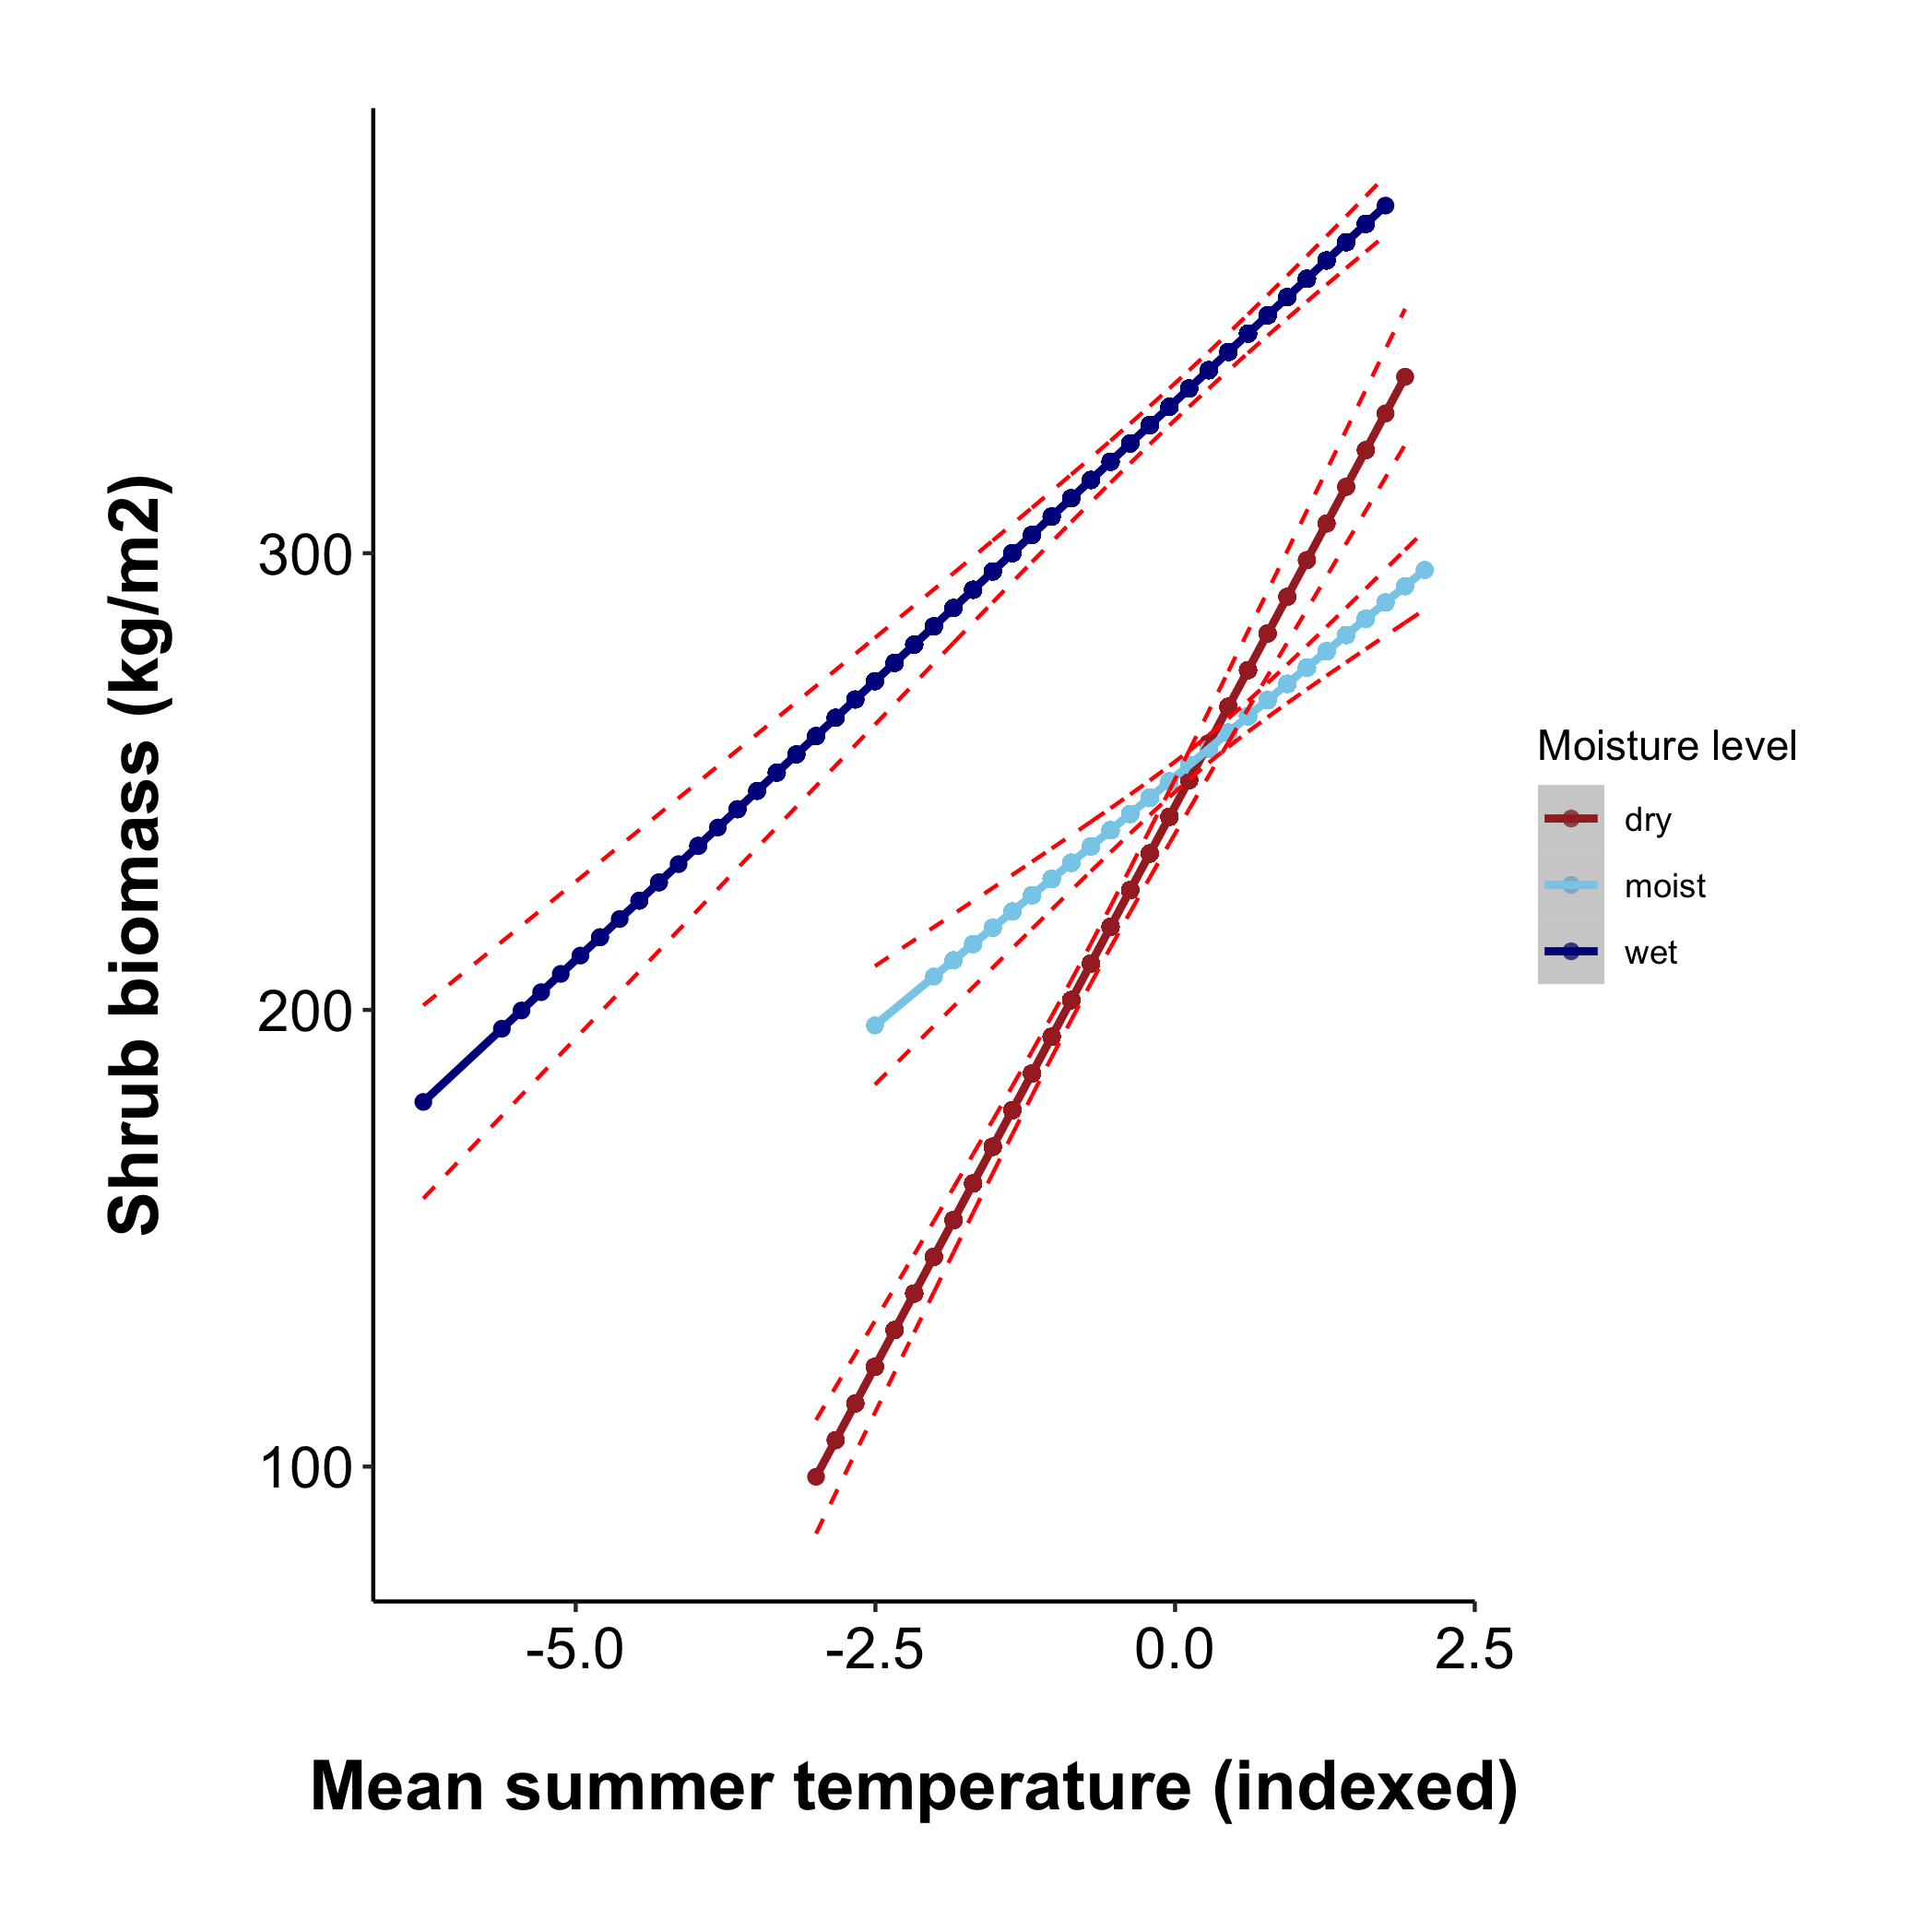 Shrub biomass (kg/m2)
300
200
100
-5.0
-2.5
0.0
2.5
Mean summer temperature (indexed)
Moisture level
dry
moist
wet